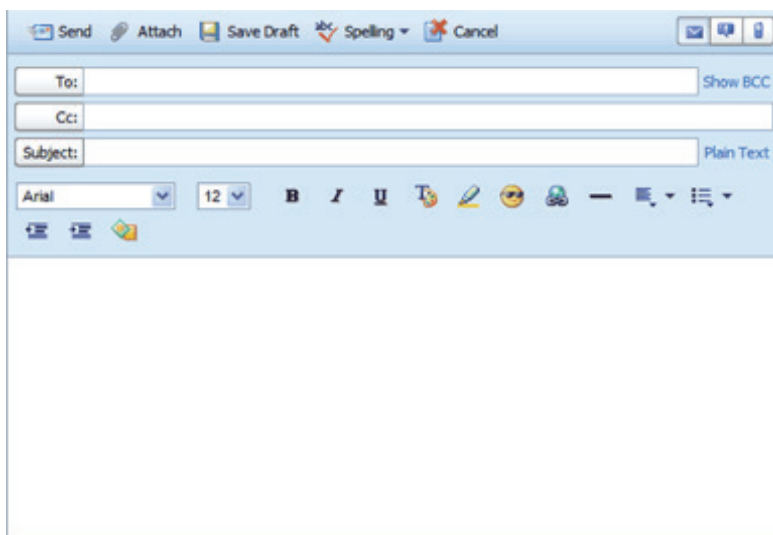 Send Attach Save Draft Spelling Cancel
To: Show BCC
Cc:
Subject: Plain Text
Arial 12 B I U T